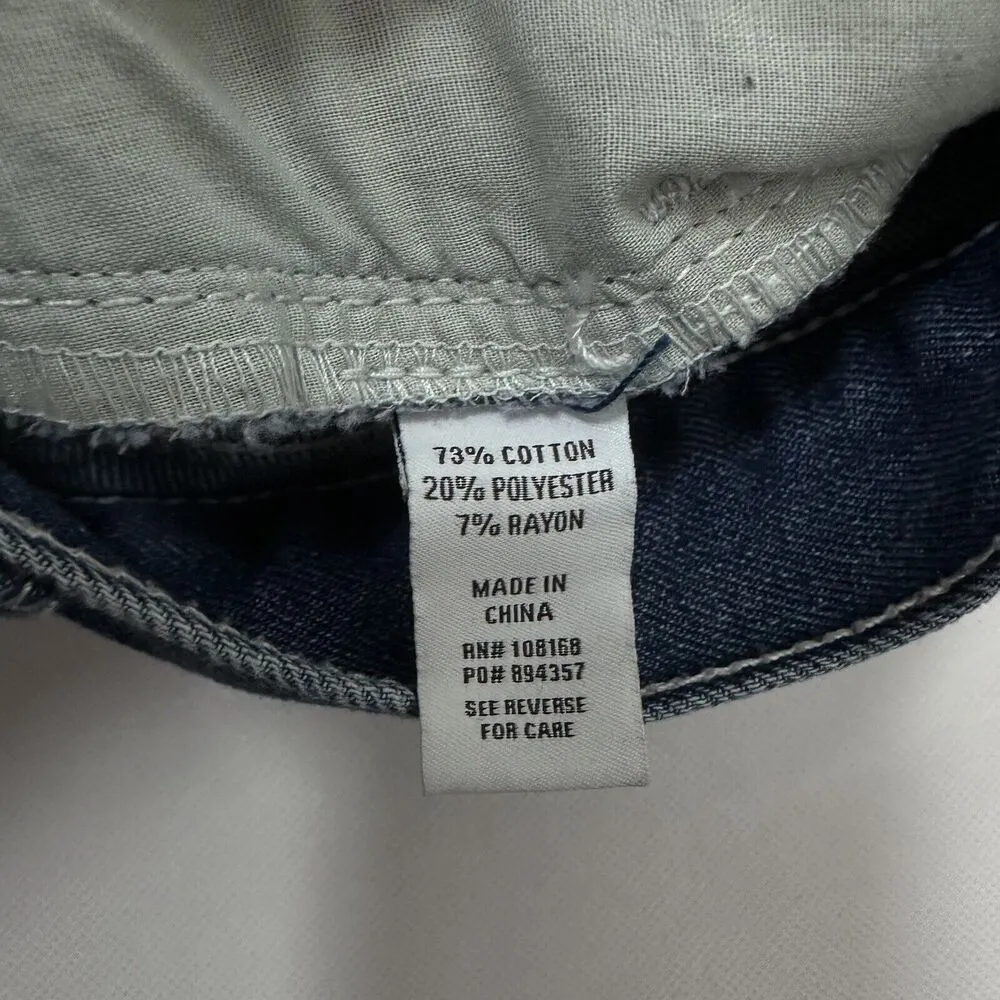 73% COTTON
20% POLYESTER
7% RAYON
MADE IN
CHINA
RN# 108168
PO# 894357
SEE REVERSE
FOR CARE